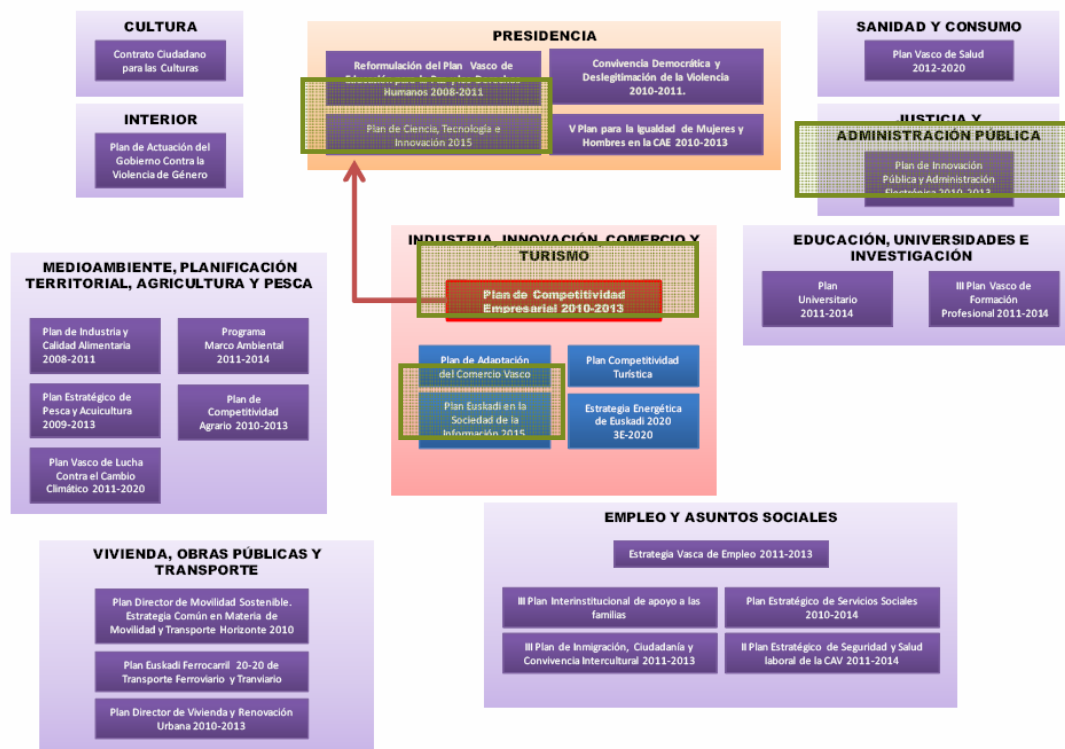 CULTURA
Contrato Ciudadano
para las Culturas
INTERIOR
Plan de Actuación del
Gobierno Contra la
Violencia de Género
PRESIDENCIA
Reformulación del Plan Vasco de
Educación para la Paz y los Derechos
Humanos 2008-2011
Convivencia Democrática y
Deslegitimación de la Violencia
2010-2011.
Plan de Ciencia, Tecnología e
Innovación 2015
V Plan para la Igualdad de Mujeres y
Hombres en la CAE 2010-2013
SANIDAD Y CONSUMO
Plan Vasco de Salud
2012-2020
JUSTICIA Y
ADMINISTRACIÓN PÚBLICA
Plan de Innovación
Pública y Administración
Electrónica 2010-2013
MEDIOAMBIENTE, PLANIFICACIÓN
TERRITORIAL, AGRICULTURA Y PESCA
Plan de Industria y
Calidad Alimentaria
2008-2011
Programa
Marco Ambiental
2011-2014
Plan Estratégico de
Pesca y Acuicultura
2009-2013
Plan de
Competitividad
Agrario 2010-2013
Plan Vasco de Lucha
Contra el Cambio
Climático 2011-2020
INDUSTRIA, INNOVACIÓN, COMERCIO Y
TURISMO
Plan de Competitividad
Empresarial 2010-2013
Plan de Adaptación
del Comercio Vasco
Plan Competitividad
Turística
Plan Euskadi en la
Sociedad de la
Información 2015
Estrategia Energética
de Euskadi 2020
3E-2020
EDUCACIÓN, UNIVERSIDADES E
INVESTIGACIÓN
Plan
Universitario
2011-2014
III Plan Vasco de
Formación
Profesional 2011-2014
VIVIENDA, OBRAS PÚBLICAS Y
TRANSPORTE
Plan Director de Movilidad Sostenible.
Estrategia Común en Materia de
Movilidad y Transporte Horizonte 2010
Plan Euskadi Ferrocarril 20-20 de
Transporte Ferroviario y Tranviario
Plan Director de Vivienda y Renovación
Urbana 2010-2013
EMPLEO Y ASUNTOS SOCIALES
Estrategia Vasca de Empleo 2011-2013
III Plan Interinstitucional de apoyo a las
familias
Plan Estratégico de Servicios Sociales
2010-2014
III Plan de Inmigración, Ciudadanía y
Convivencia Intercultural 2011-2013
II Plan Estratégico de Seguridad y Salud
laboral de la CAV 2011-2014